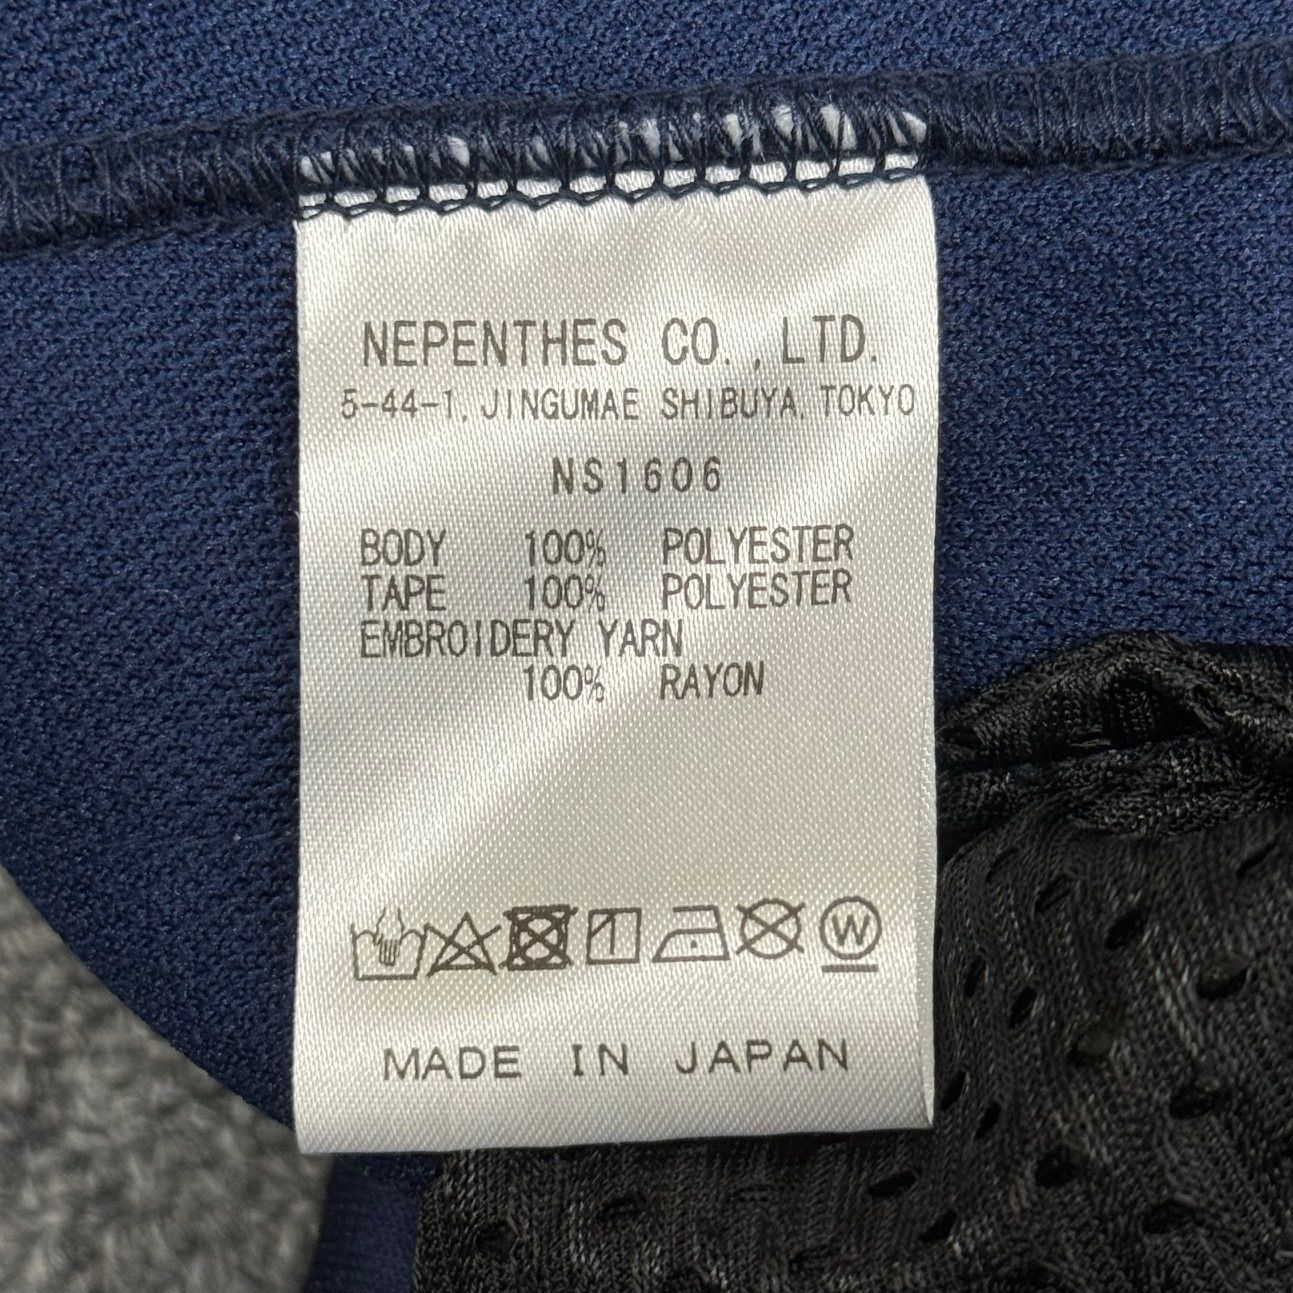 NEPENTHES CO.,LTD.
5-44-1, JINGUMAE SHIBUYA, TOKYO
NS1606
BODY 100% POLYESTER
TAPE 100% POLYESTER
EMBROIDERY YARN
100% RAYON
W
MADE IN JAPAN